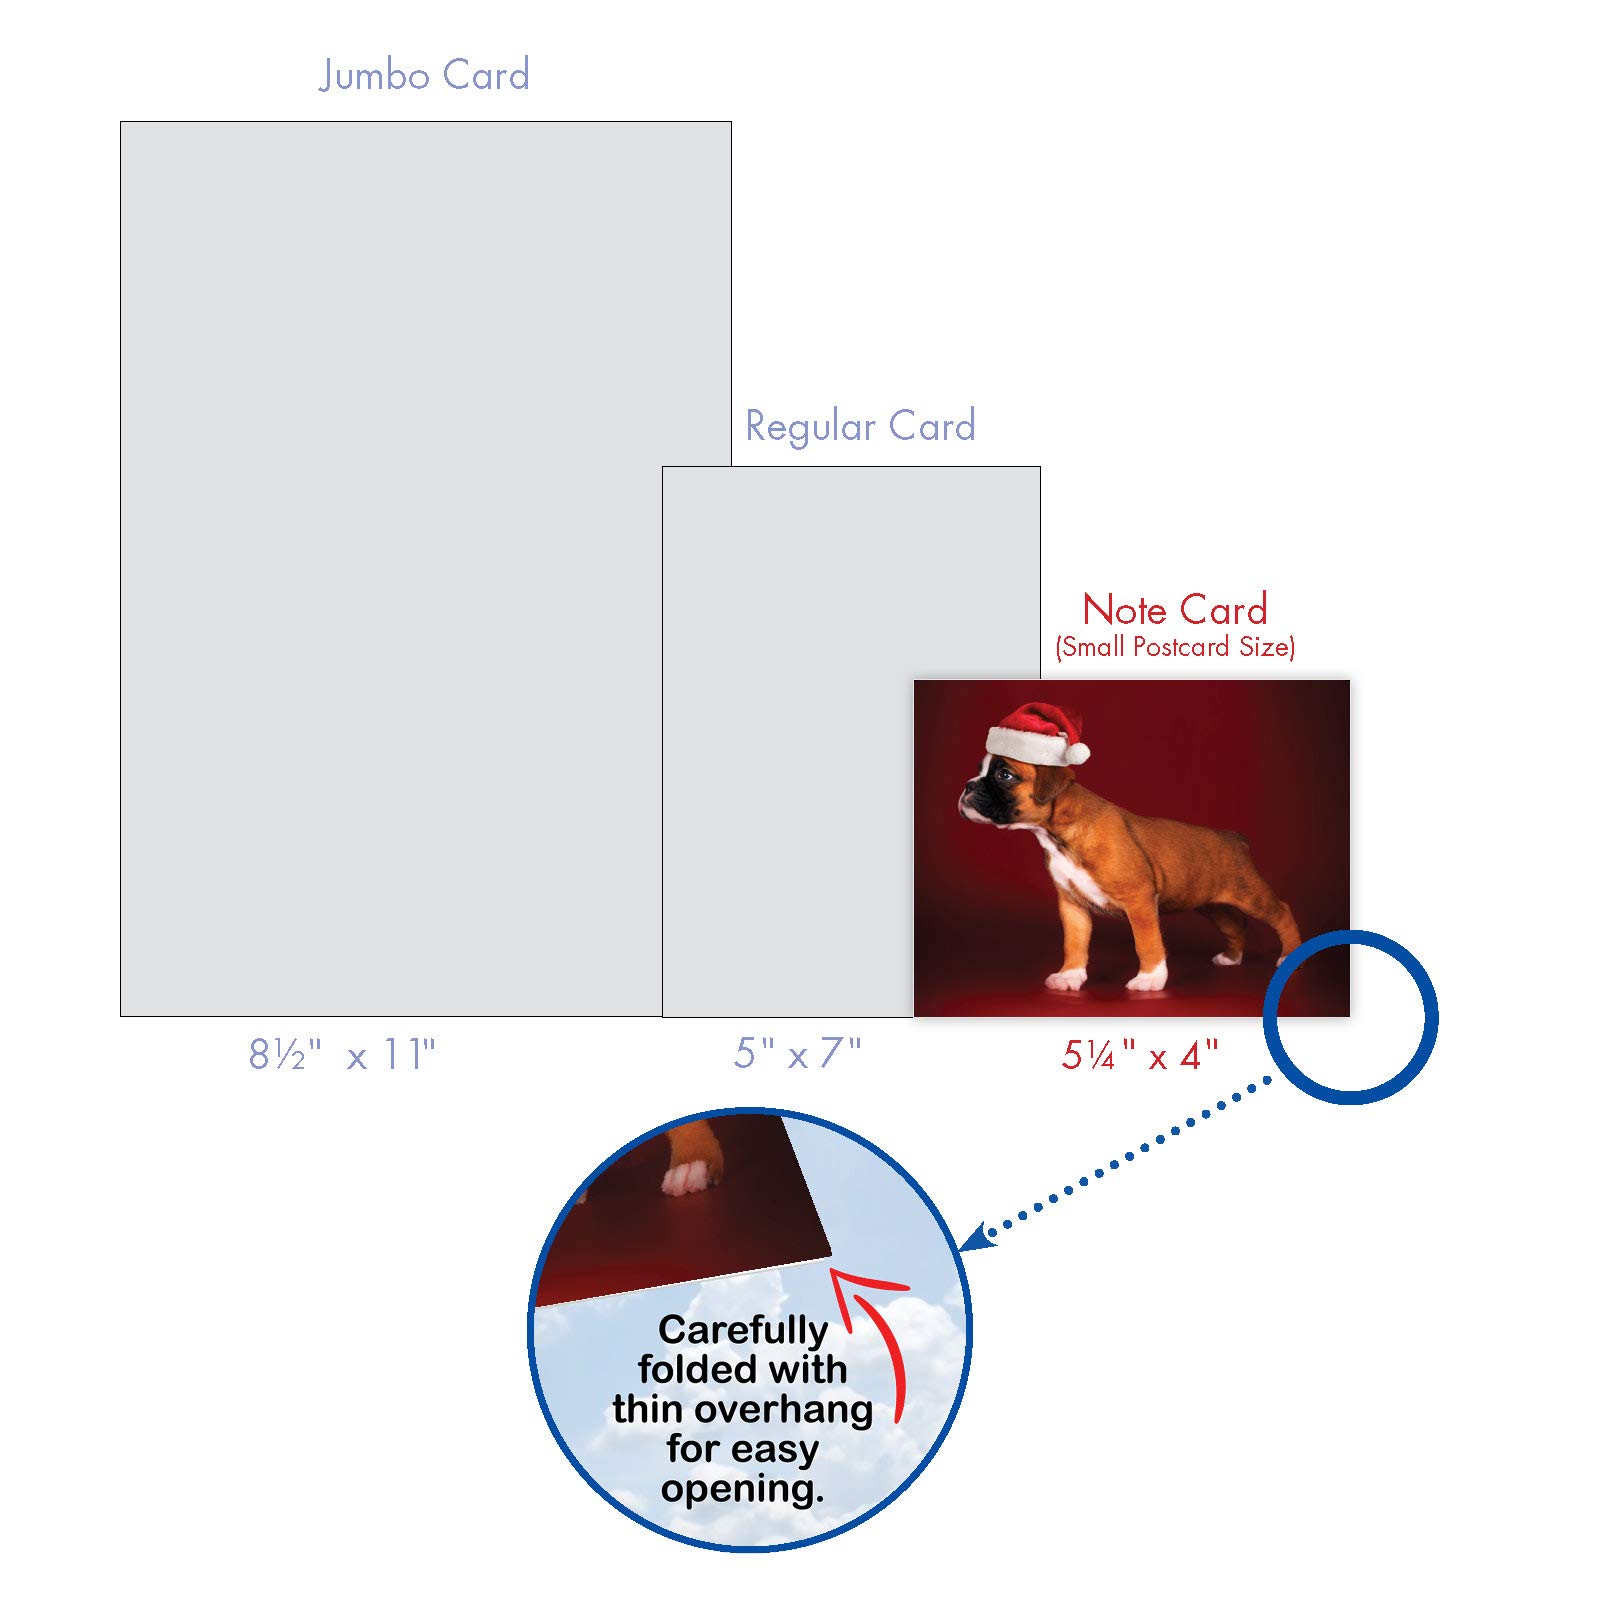 Jumbo Card
Regular Card
Note Card
(Small Postcard Size)
8½" x 11"
5" x 7"
5¼" x 4"
Carefully
folded with
thin overhang
for easy
opening.